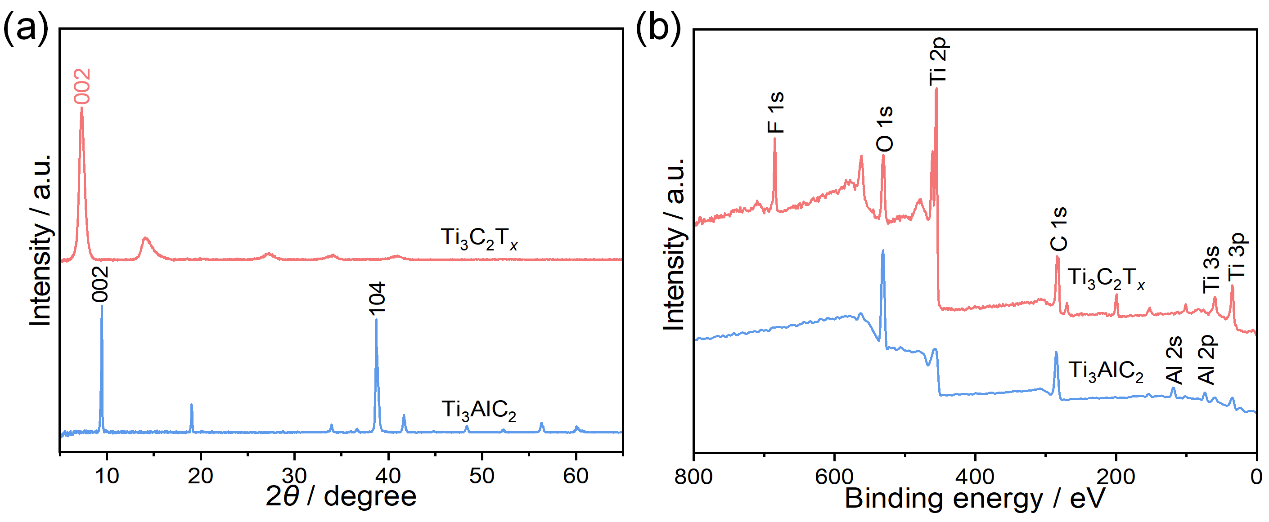 (a)
002
Ti₃C₂Tₓ
002
104
Ti₃AlC₂
Intensity / a.u.
10 20 30 40 50 60
2θ / degree
(b)
F 1s
O 1s
Ti 2p
C 1s
Ti₃C₂Tₓ
Ti 3s
Ti 3p
Ti₃AlC₂
Al 2s
Al 2p
Intensity / a.u.
800 600 400 200 0
Binding energy / eV